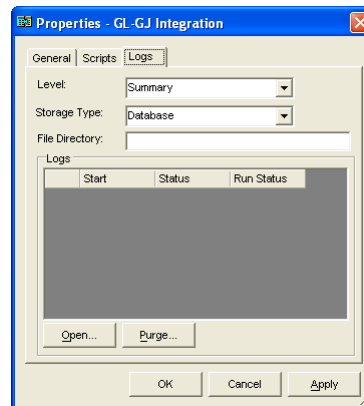 Properties - GL-GJ Integration
General Scripts Logs
Level: Summary
Storage Type: Database
File Directory:
Logs
Start Status Run Status
Open... Purge...
OK Cancel Apply